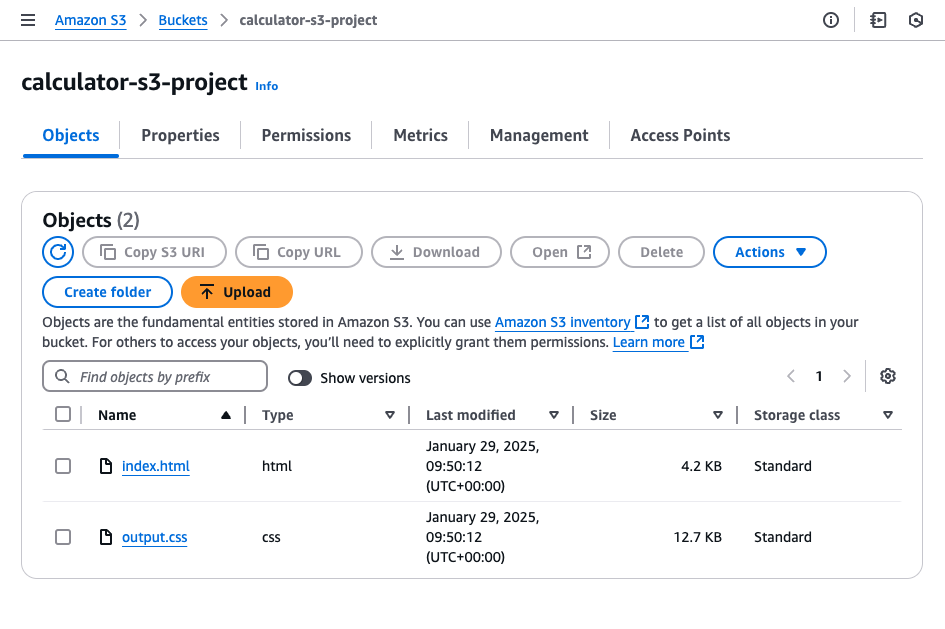 Amazon S3 > Buckets > calculator-s3-project
calculator-s3-project Info
Objects Properties Permissions Metrics Management Access Points
Objects (2)
Copy S3 URI Copy URL Download Open Delete Actions
Create folder Upload
Objects are the fundamental entities stored in Amazon S3. You can use Amazon S3 inventory to get a list of all objects in your
bucket. For others to access your objects, you’ll need to explicitly grant them permissions. Learn more
Find objects by prefix Show versions 1
Name Type Last modified Size Storage class
January 29, 2025,
index.html html 09:50:12 4.2 KB Standard
(UTC+00:00)
January 29, 2025,
output.css css 09:50:12 12.7 KB Standard
(UTC+00:00)